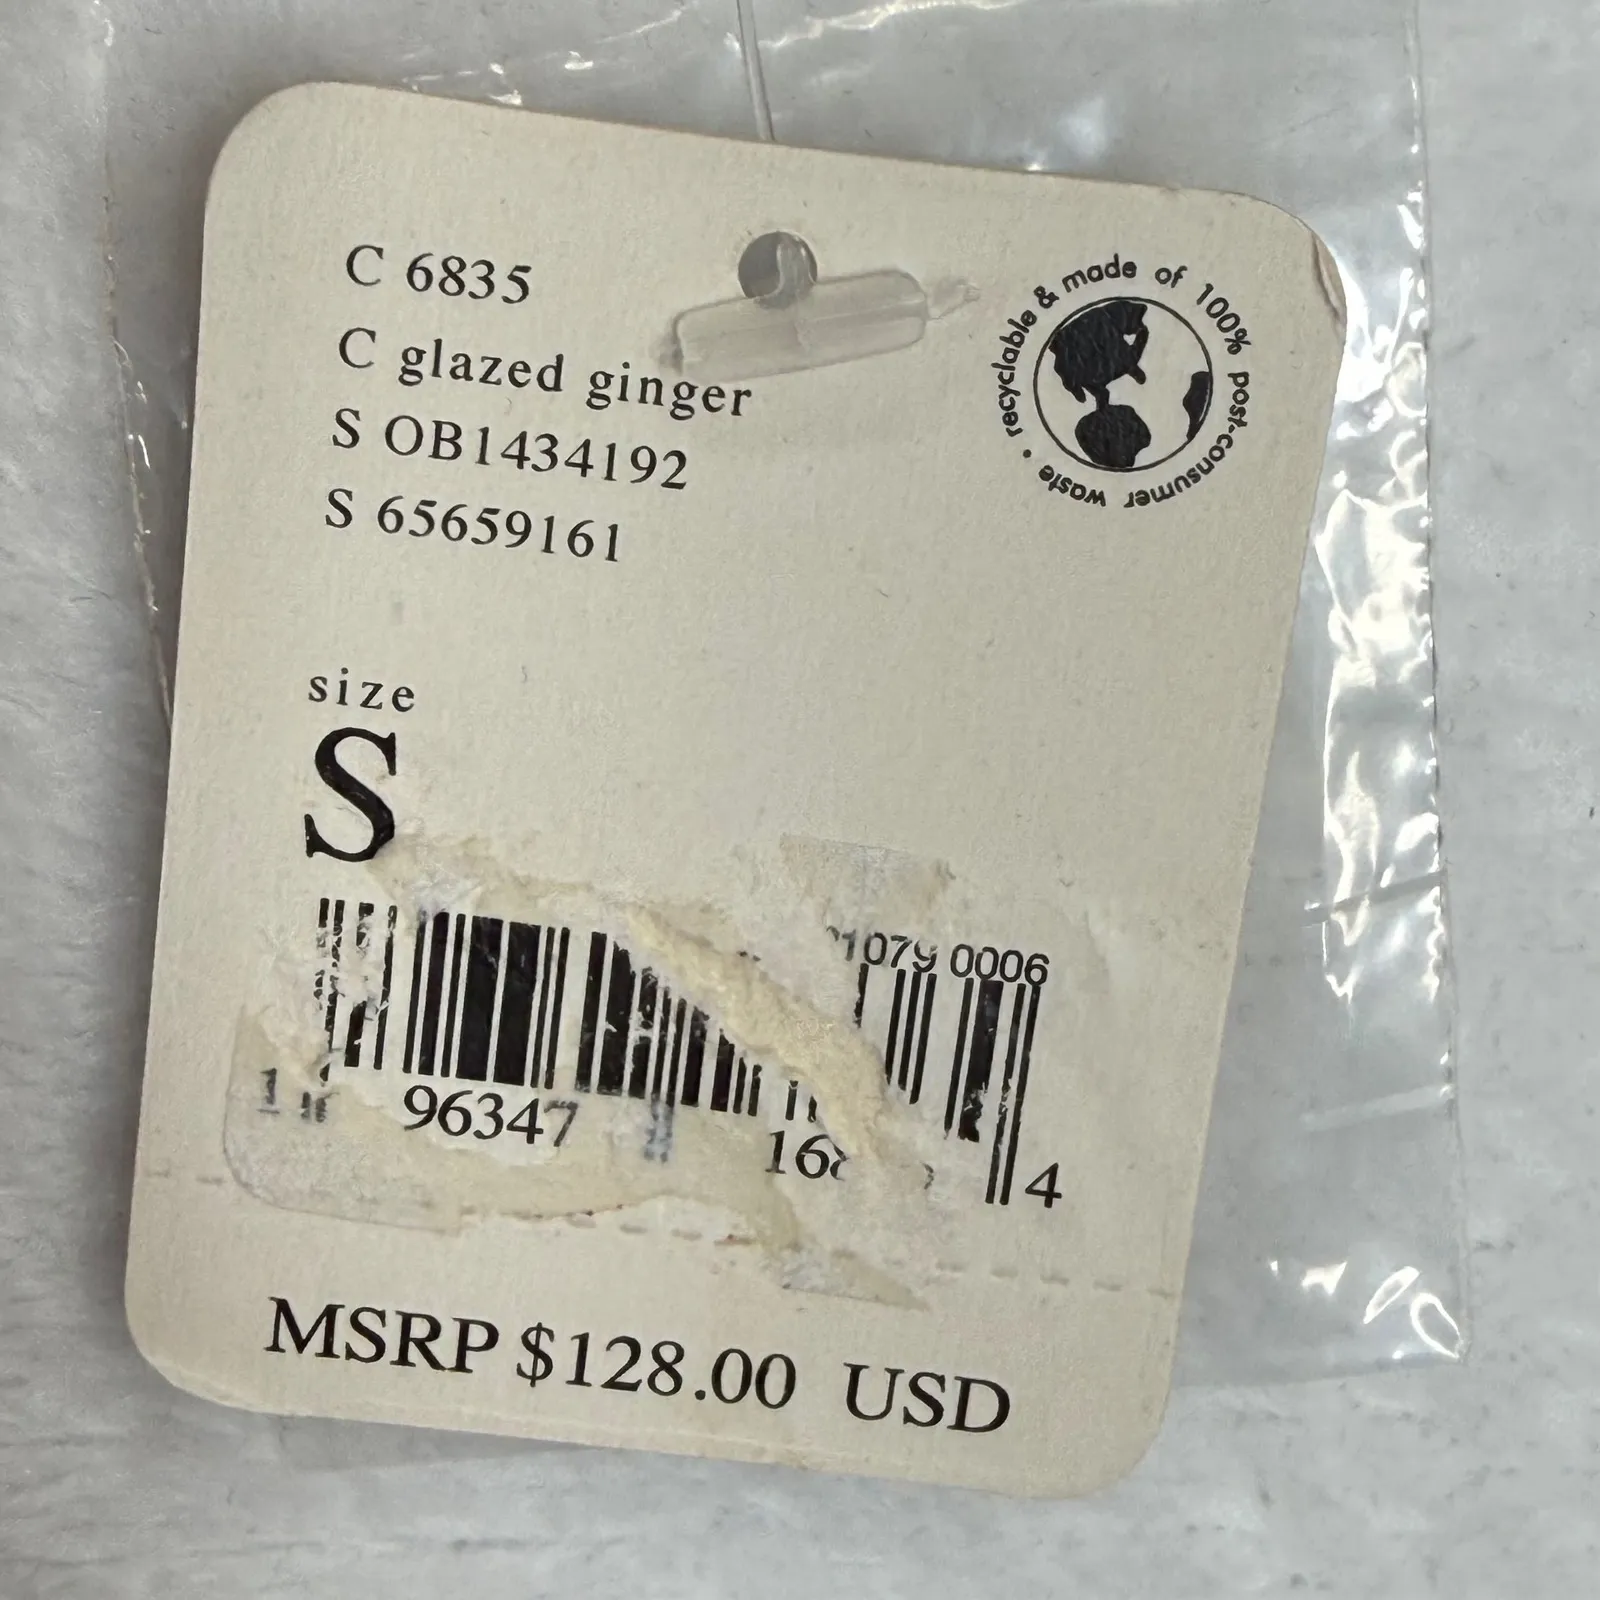 C 6835
C glazed ginger
S OB1434192
S 65659161
recyclable & made of 100% post-consumer waste •
size
S
1079 0006
96347
16
4
MSRP $128.00 USD